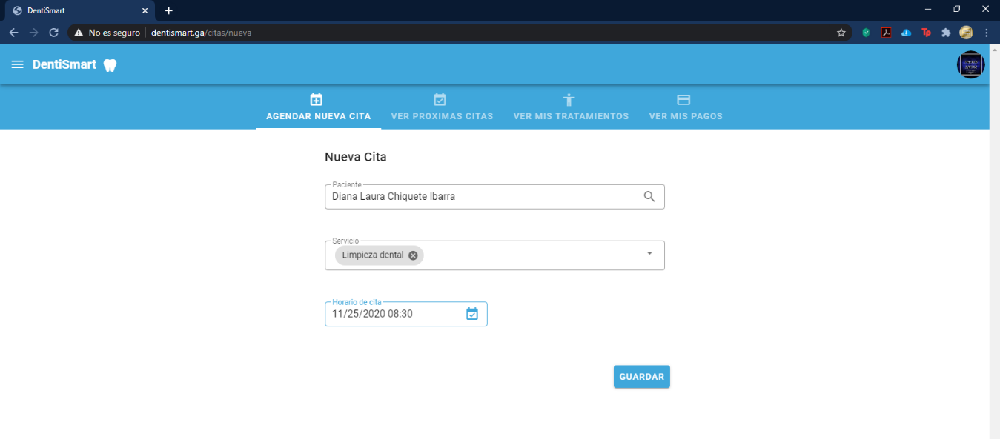 DentiSmart
No es seguro dentismart.ga/citas/nueva
DentiSmart
AGENDAR NUEVA CITA VER PROXIMAS CITAS VER MIS TRATAMIENTOS VER MIS PAGOS
Nueva Cita
Paciente
Diana Laura Chiquete Ibarra
Servicio
Limpieza dental
Horario de cita
11/25/2020 08:30
GUARDAR